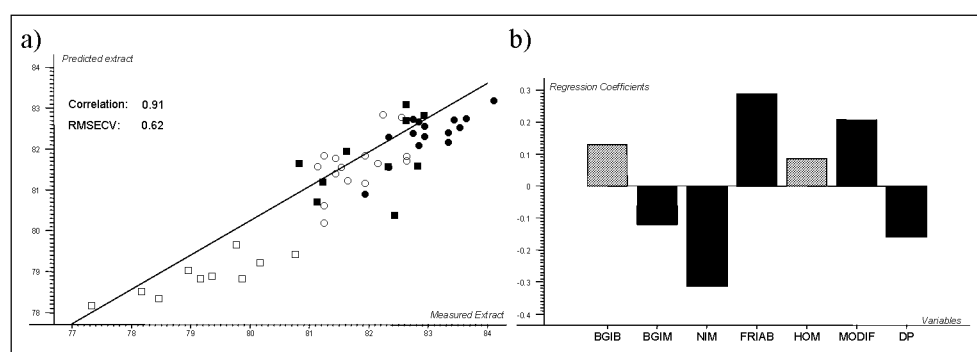 a)
Predicted extract
84
83
82
81
80
79
78
Correlation: 0.91
RMSECV: 0.62
Measured Extract
77 78 79 80 81 82 83 84
b)
Regression Coefficients
0.3
0.2
0.1
0
-0.1
-0.2
-0.3
-0.4
Variables
BGIB BGIM NIM FRIAB HOM MODIF DP